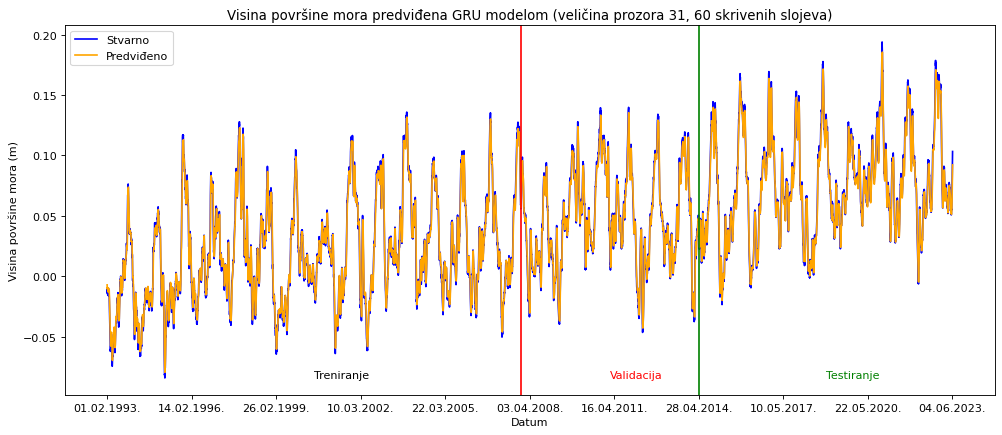 Visina površine mora predviđena GRU modelom (veličina prozora 31, 60 skrivenih slojeva)
Stvarno
Predviđeno
0.20
0.15
0.10
0.05
0.00
−0.05
Visina površine mora (m)
Treniranje
Validacija
Testiranje
01.02.1993. 14.02.1996. 26.02.1999. 10.03.2002. 22.03.2005. 03.04.2008. 16.04.2011. 28.04.2014. 10.05.2017. 22.05.2020. 04.06.2023.
Datum